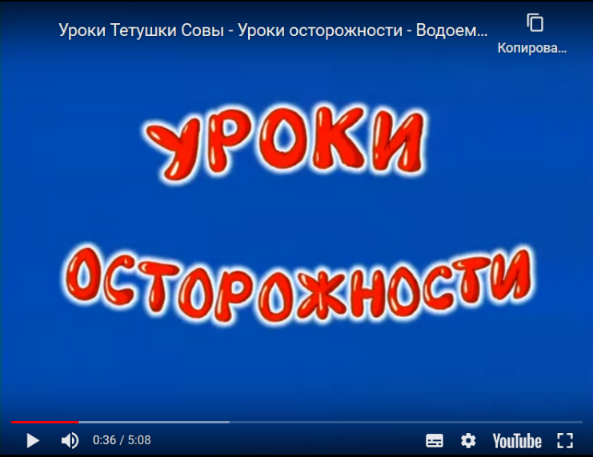 Уроки Тетушки Совы - Уроки осторожности - Водоем...
Копирова...
УРОКИ
ОСТОРОЖНОСТИ
0:36 / 5:08
YouTube